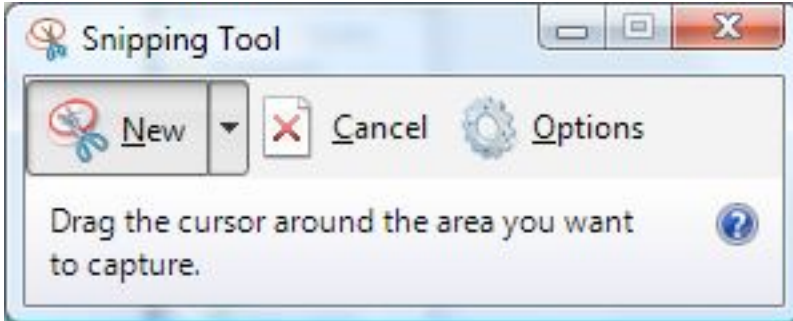 Snipping Tool
New Cancel Options
Drag the cursor around the area you want
to capture.